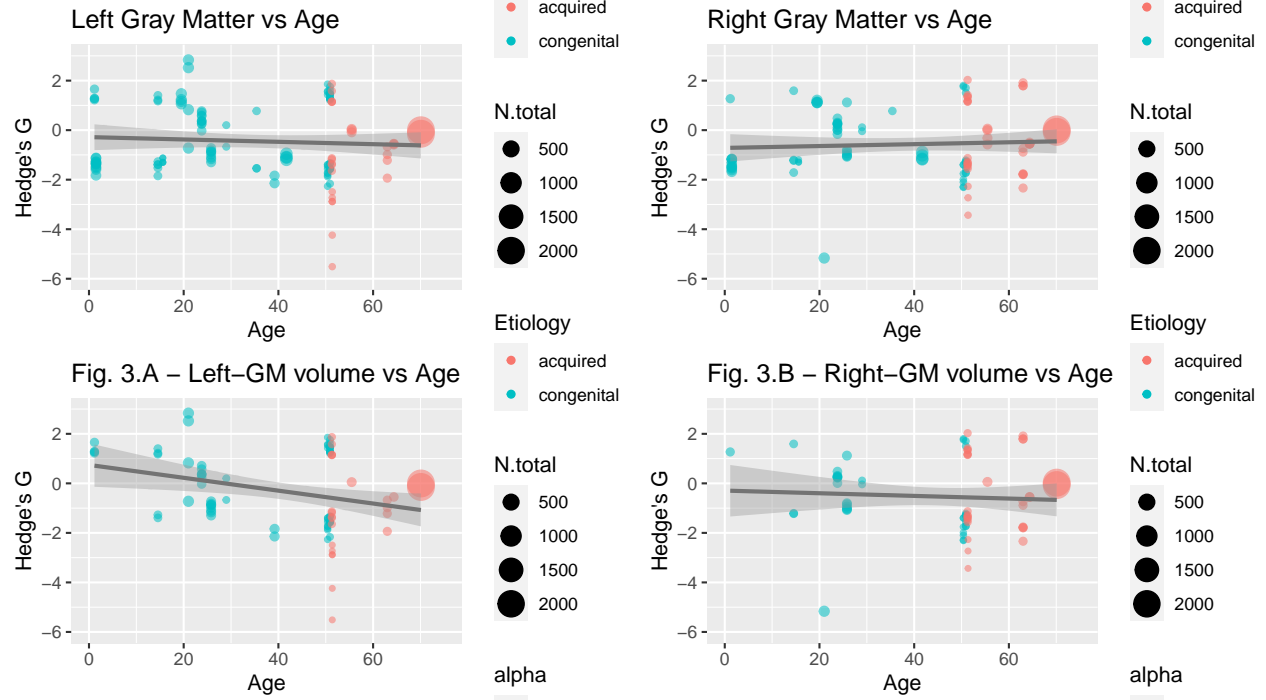 Left Gray Matter vs Age
2
0
−2
−4
−6
Hedge's G
0 20 40 60
Age
acquired
congenital
N.total
500
1000
1500
2000
Right Gray Matter vs Age
2
0
−2
−4
−6
Hedge's G
0 20 40 60
Age
acquired
congenital
N.total
500
1000
1500
2000
Fig. 3.A − Left−GM volume vs Age
2
0
−2
−4
−6
Hedge's G
0 20 40 60
Age
Etiology
acquired
congenital
N.total
500
1000
1500
2000
alpha
Fig. 3.B − Right−GM volume vs Age
2
0
−2
−4
−6
Hedge's G
0 20 40 60
Age
Etiology
acquired
congenital
N.total
500
1000
1500
2000
alpha